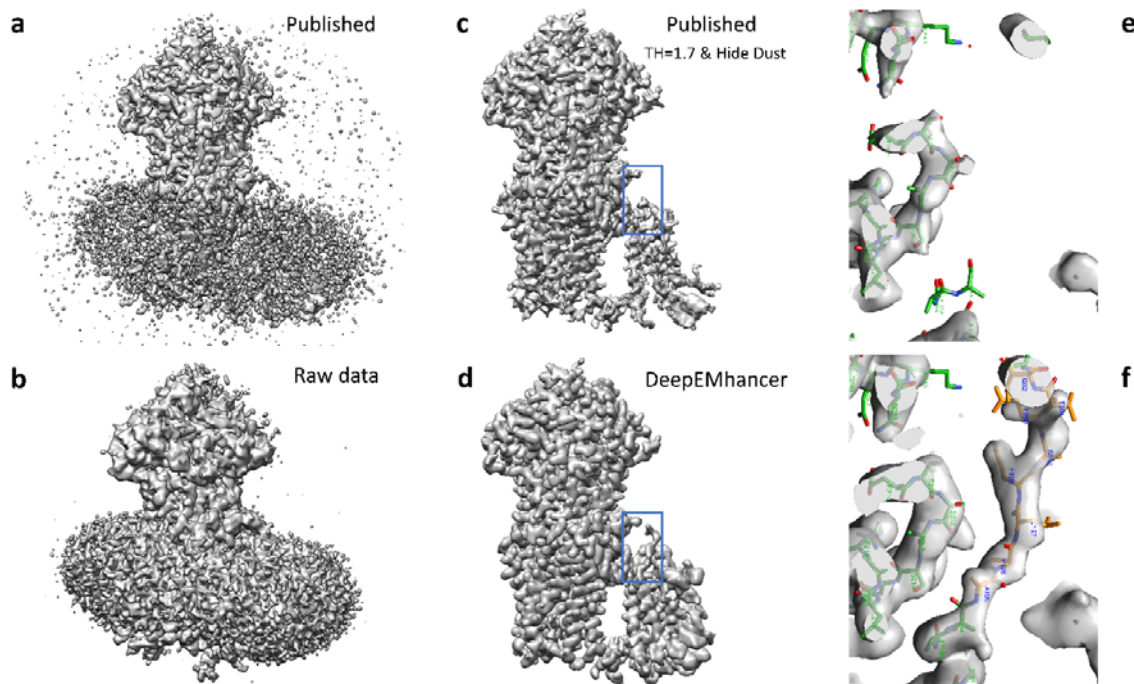 a
Published
c
Published
TH=1.7 & Hide Dust
e
b
Raw data
d
DeepEMhancer
f